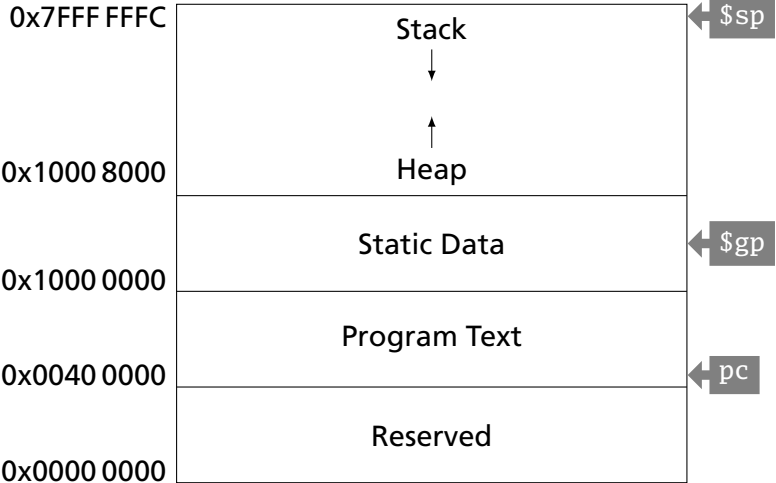 0x7FFF FFFC
Stack
$sp
0x1000 8000
Heap
Static Data
$gp
0x1000 0000
Program Text
0x0040 0000
pc
Reserved
0x0000 0000